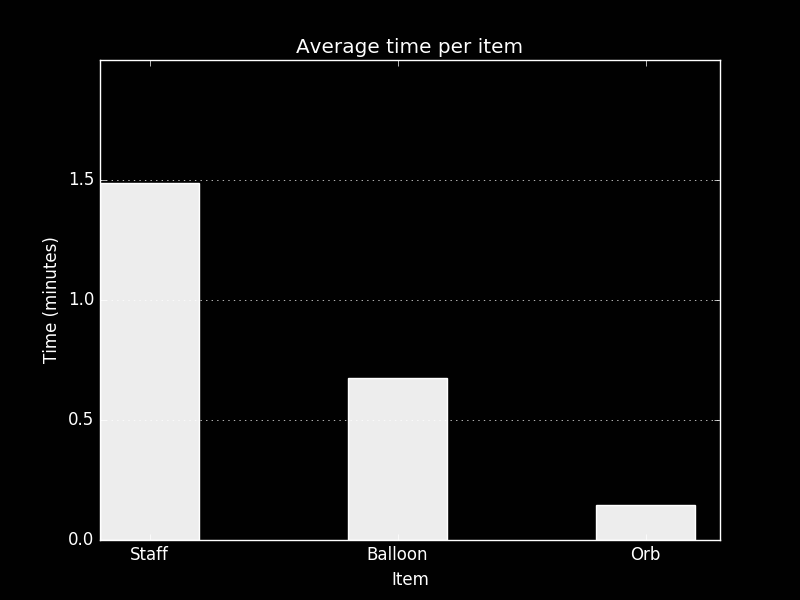 Average time per item
Time (minutes)
1.5
1.0
0.5
0.0
Staff Balloon Orb
Item